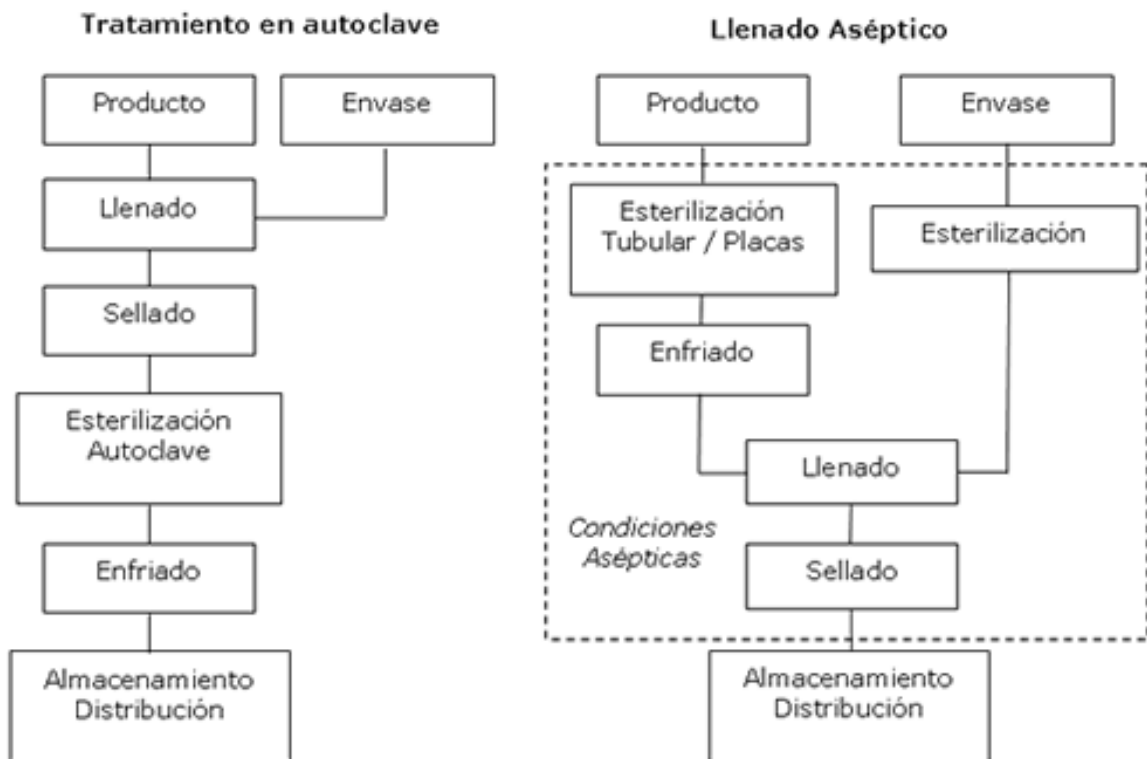 Tratamiento en autoclave
Producto
Envase
Llenado
Sellado
Esterilización
Autoclave
Enfriado
Almacenamiento
Distribución
Llenado Aséptico
Producto
Envase
Esterilización
Tubular / Placas
Esterilización
Enfriado
Llenado
Condiciones
Asépticas
Sellado
Almacenamiento
Distribución